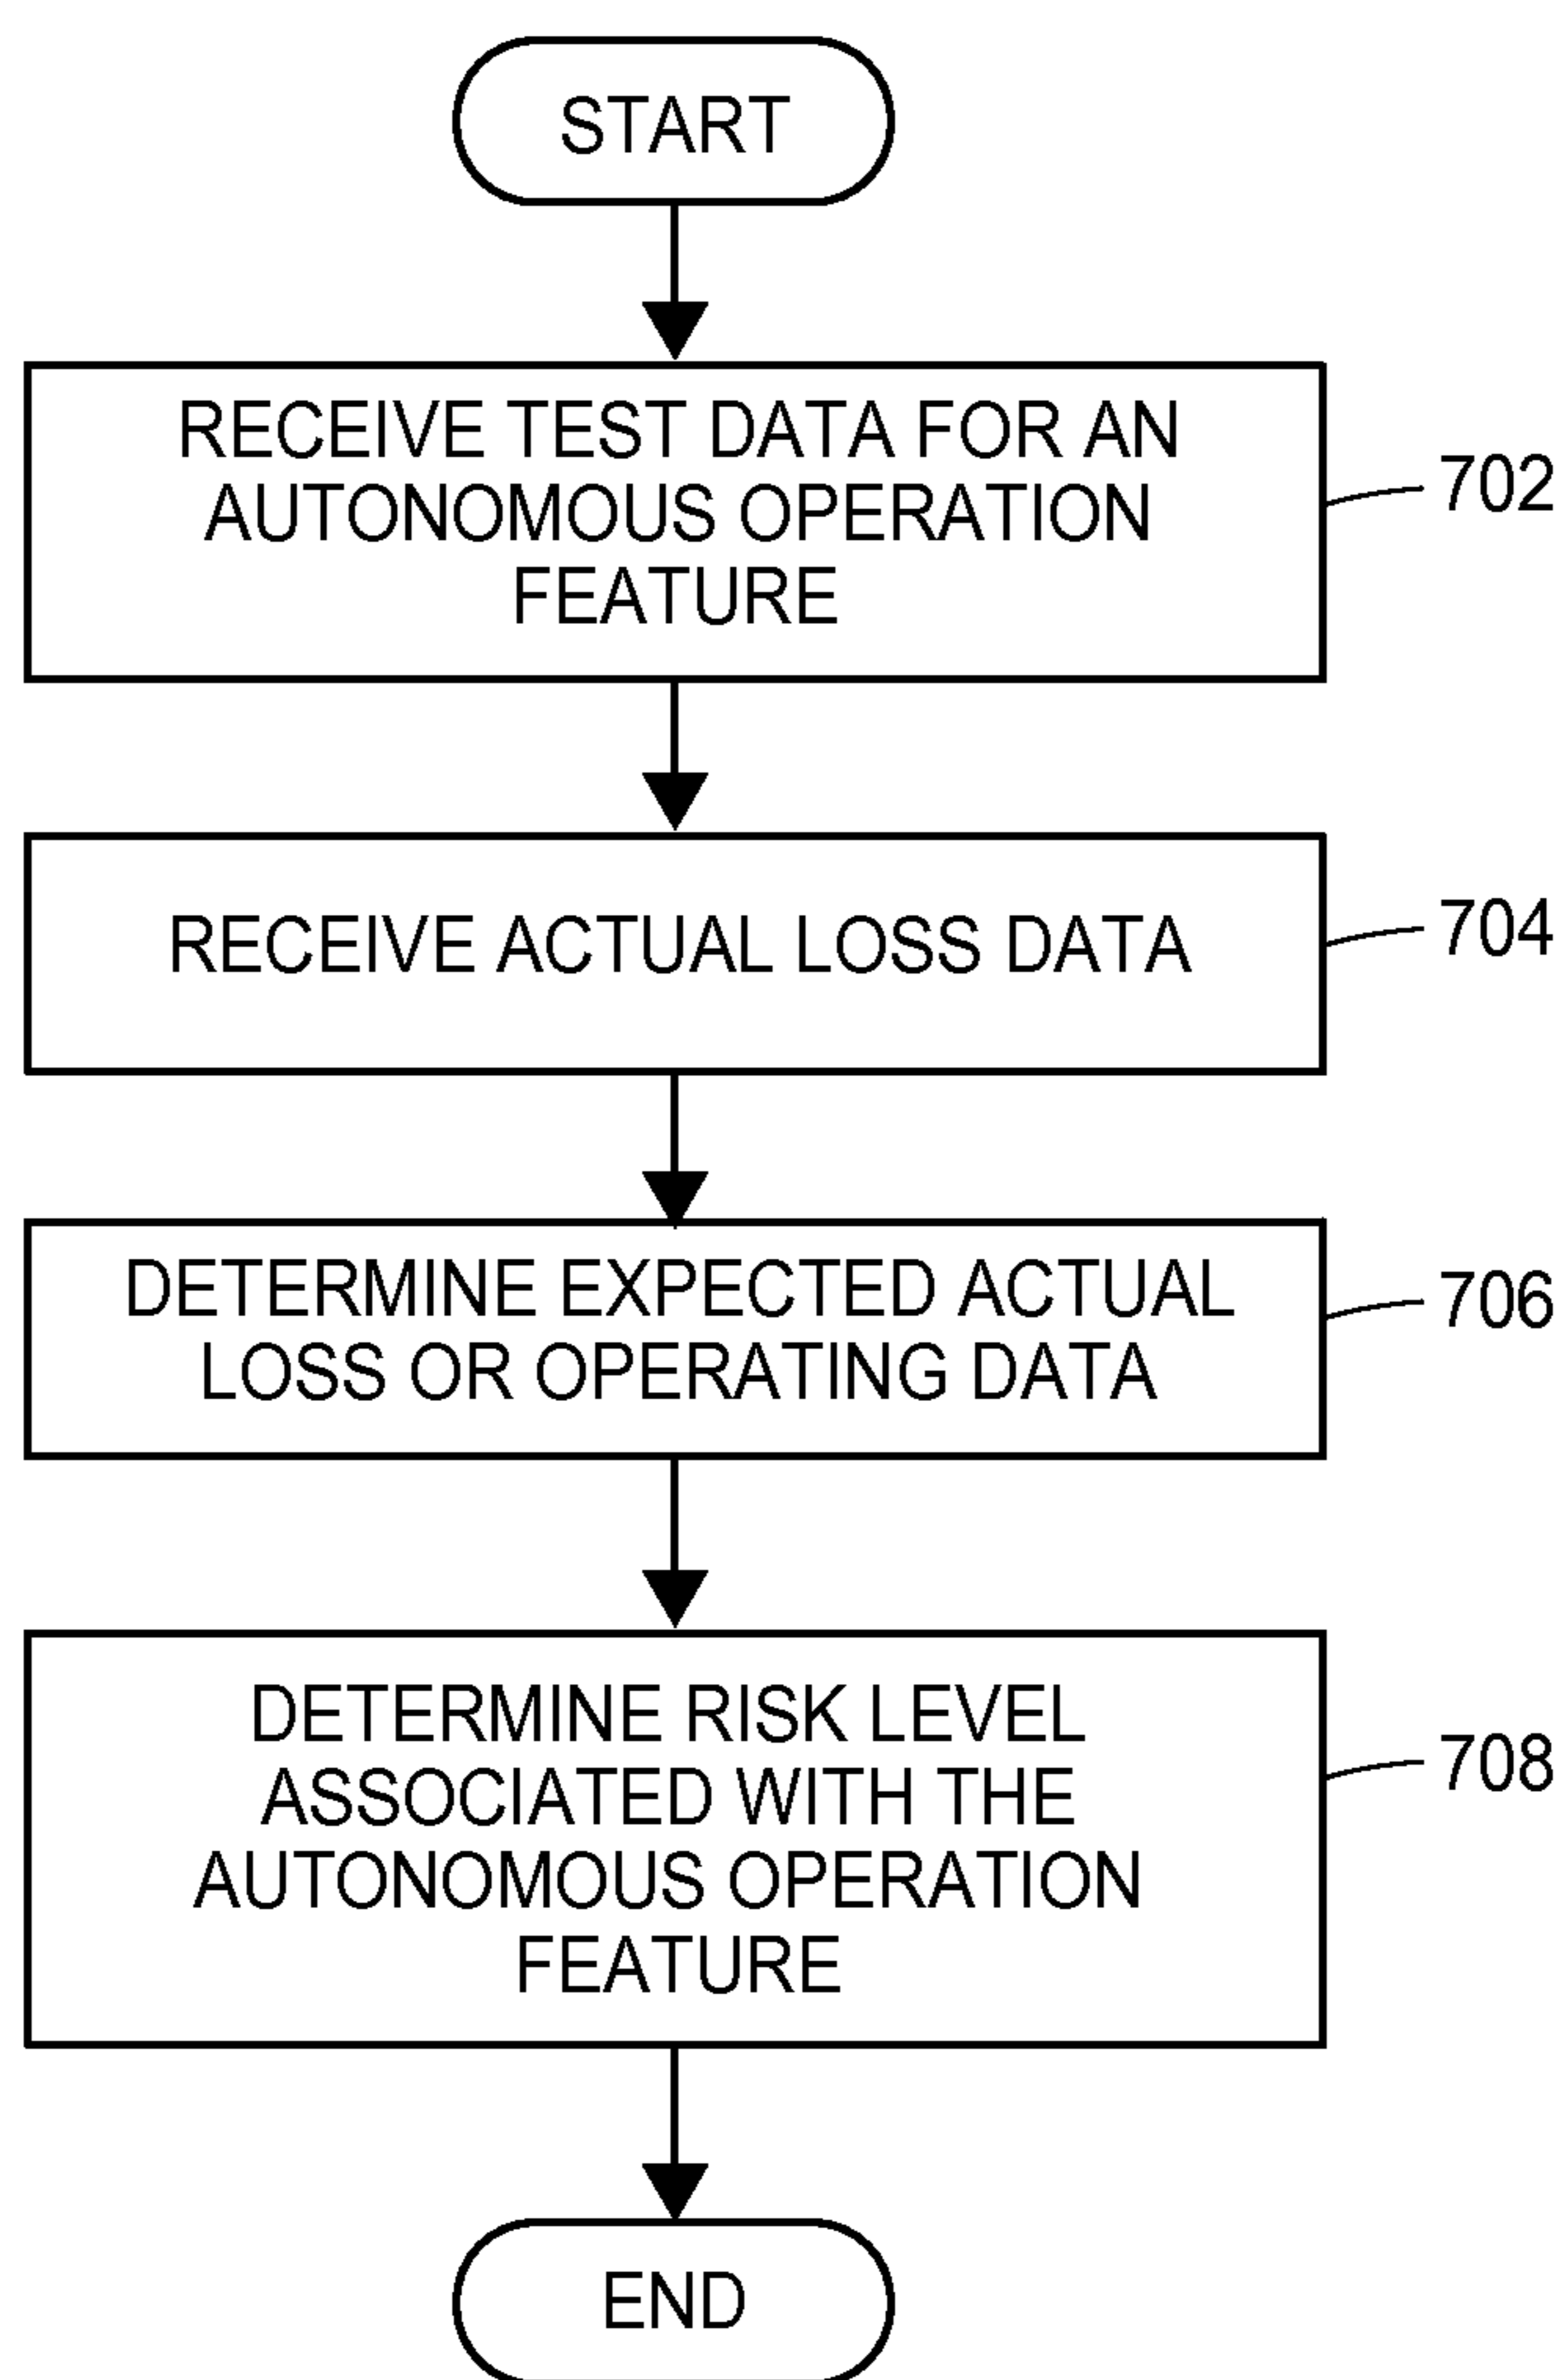 START
RECEIVE TEST DATA FOR AN
AUTONOMOUS OPERATION
FEATURE
702
RECEIVE ACTUAL LOSS DATA
704
DETERMINE EXPECTED ACTUAL
LOSS OR OPERATING DATA
706
DETERMINE RISK LEVEL
ASSOCIATED WITH THE
AUTONOMOUS OPERATION
FEATURE
708
END